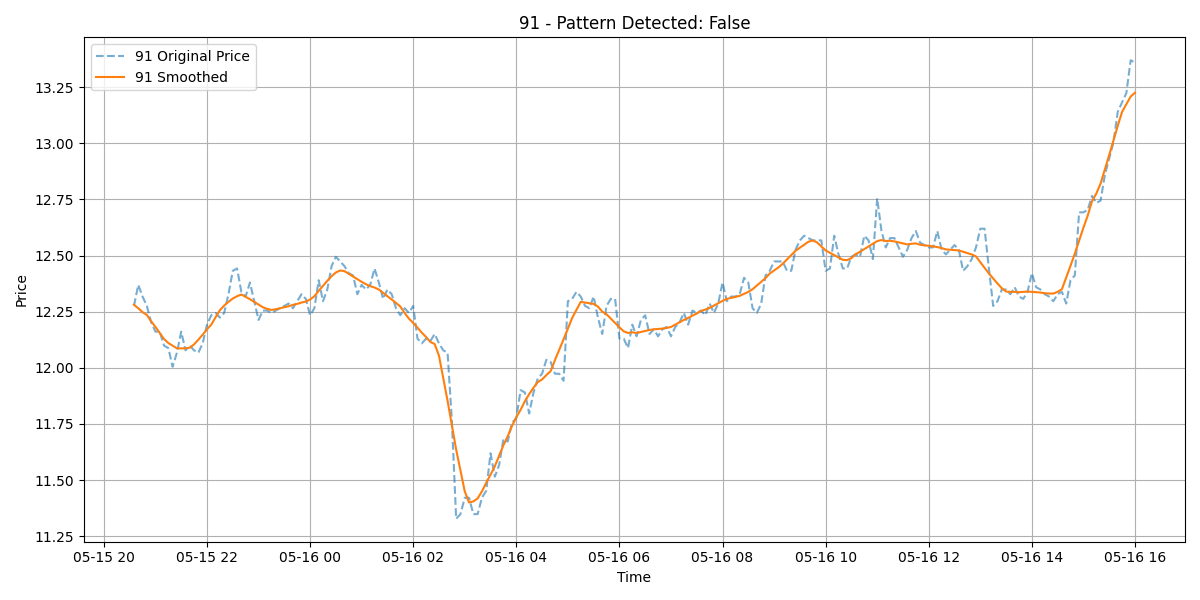 91 - Pattern Detected: False
91 Original Price
91 Smoothed
Price
13.25
13.00
12.75
12.50
12.25
12.00
11.75
11.50
11.25
05-15 20 05-15 22 05-16 00 05-16 02 05-16 04 05-16 06 05-16 08 05-16 10 05-16 12 05-16 14 05-16 16
Time